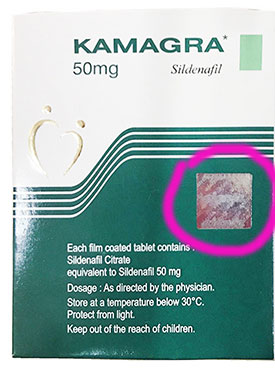 KAMAGRA*
50mg Sildenafil
Each film coated tablet contains :
Sildenafil Citrate
equivalent to Sildenafil 50 mg
Dosage : As directed by the physician.
Store at a temperature below 30°C.
Protect from light.
Keep out of the reach of children.